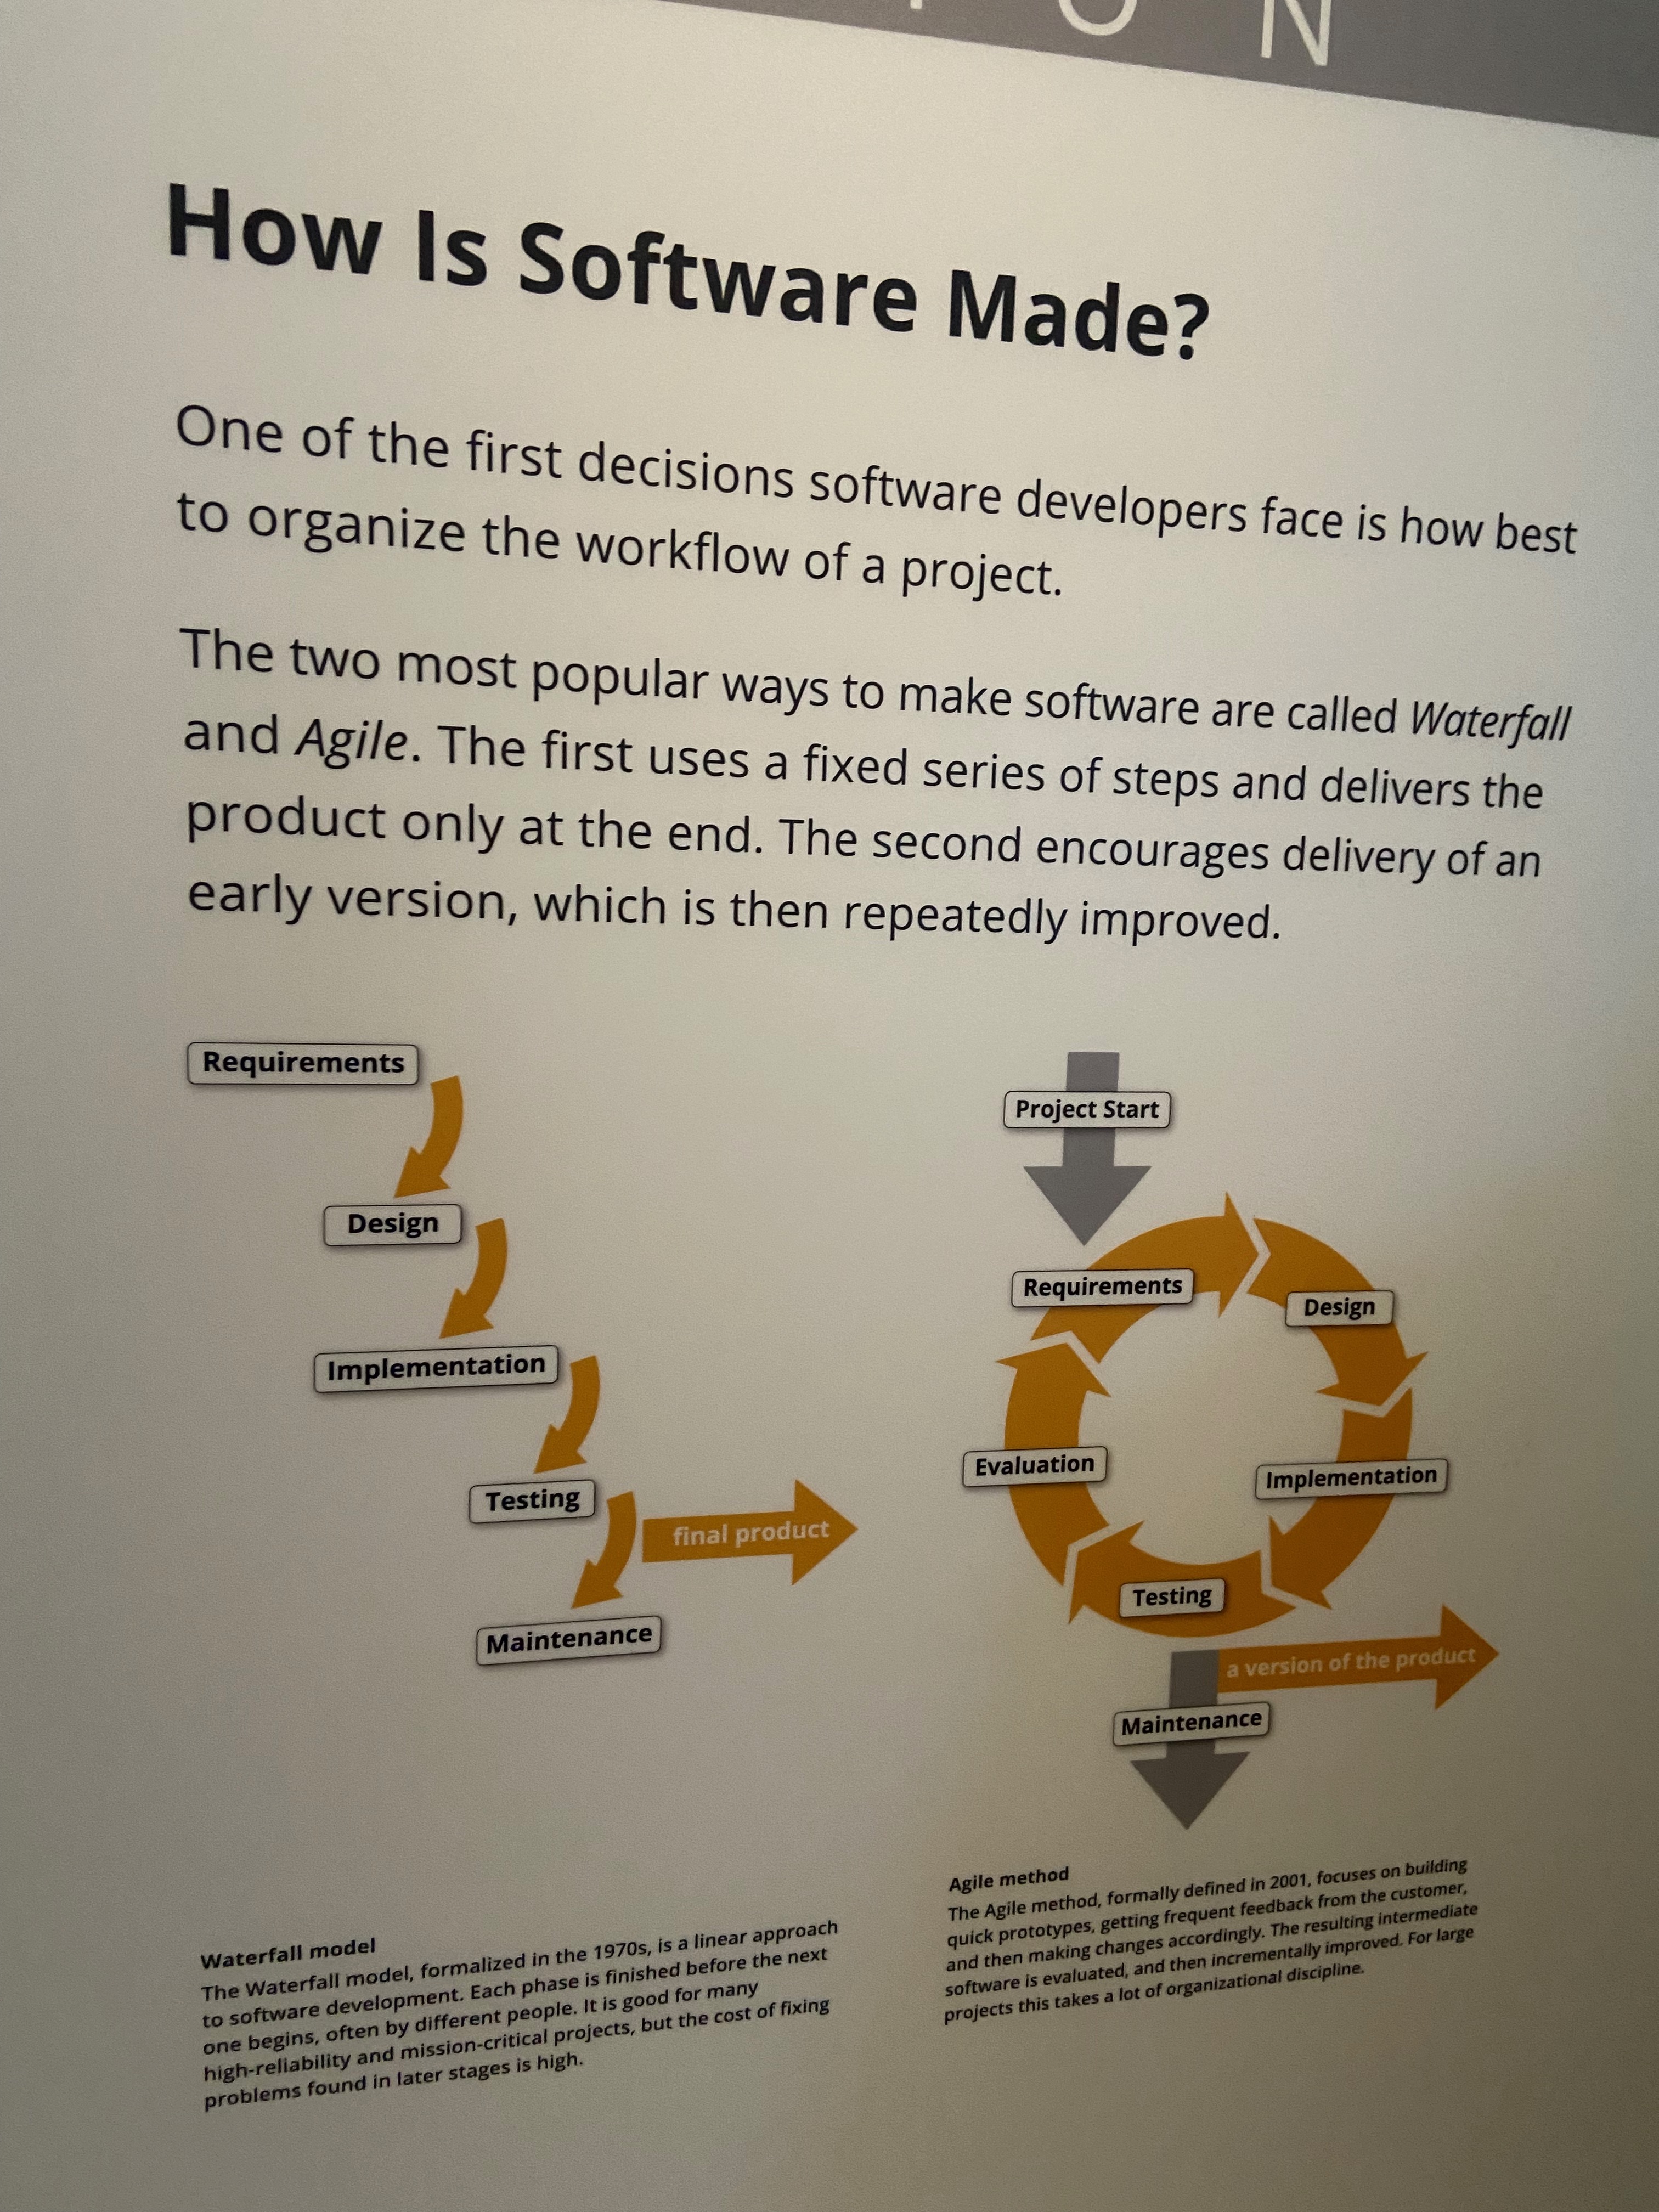 O N
How Is Software Made?
One of the first decisions software developers face is how best
to organize the workflow of a project.
The two most popular ways to make software are called Waterfall
and Agile. The first uses a fixed series of steps and delivers the
product only at the end. The second encourages delivery of an
early version, which is then repeatedly improved.
Requirements
Design
Implementation
Testing
final product
Maintenance
Project Start
Requirements
Design
Implementation
Testing
Evaluation
a version of the product
Maintenance
Waterfall model
The Waterfall model, formalized in the 1970s, is a linear approach
to software development. Each phase is finished before the next
one begins, often by different people. It is good for many
high-reliability and mission-critical projects, but the cost of fixing
problems found in later stages is high.
Agile method
The Agile method, formally defined in 2001, focuses on building
quick prototypes, getting frequent feedback from the customer,
and then making changes accordingly. The resulting intermediate
software is evaluated, and then incrementally improved. For large
projects this takes a lot of organizational discipline.